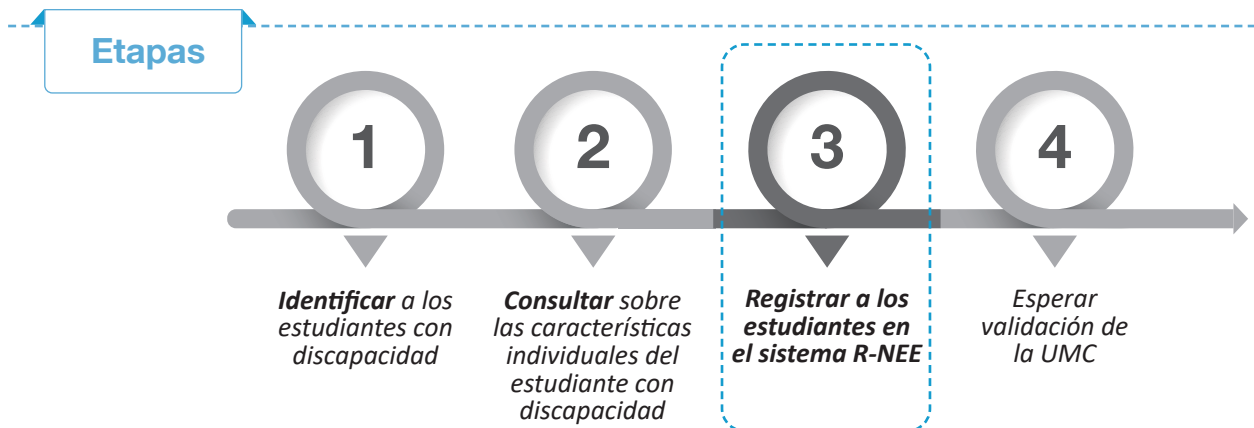 Etapas
1
2
3
4
Identificar a los
estudiantes con
discapacidad
Consultar sobre
las características
individuales del
estudiante con
discapacidad
Registrar a los
estudiantes en
el sistema R-NEE
Esperar
validación de
la UMC